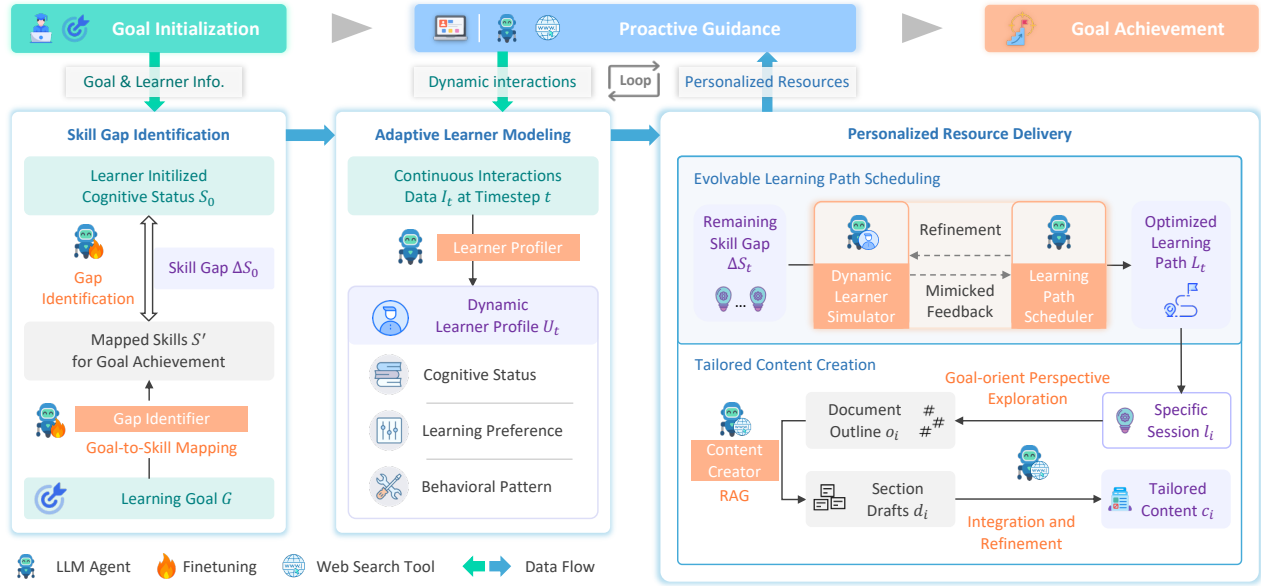 Goal Initialization
Proactive Guidance
Goal Achievement
Goal & Learner Info.
Dynamic interactions
Loop
Personalized Resources
Skill Gap Identification
Learner Initilized
Cognitive Status S₀
Gap
Identification
Skill Gap ΔS₀
Mapped Skills S′
for Goal Achievement
Gap Identifier
Goal-to-Skill Mapping
Learning Goal G
Adaptive Learner Modeling
Continuous Interactions
Data Iₜ at Timestep t
Learner Profiler
Dynamic
Learner Profile Uₜ
Cognitive Status
Learning Preference
Behavioral Pattern
Personalized Resource Delivery
Evolvable Learning Path Scheduling
Remaining
Skill Gap
ΔSₜ
...
Dynamic
Learner
Simulator
Refinement
Mimicked
Feedback
Learning
Path
Scheduler
Optimized
Learning
Path Lₜ
Tailored Content Creation
Goal-orient Perspective
Exploration
Specific
Session lᵢ
Document
Outline oᵢ
# # #
Content
Creator
RAG
Section
Drafts dᵢ
Integration and
Refinement
Tailored
Content cᵢ
LLM Agent
Finetuning
Web Search Tool
Data Flow